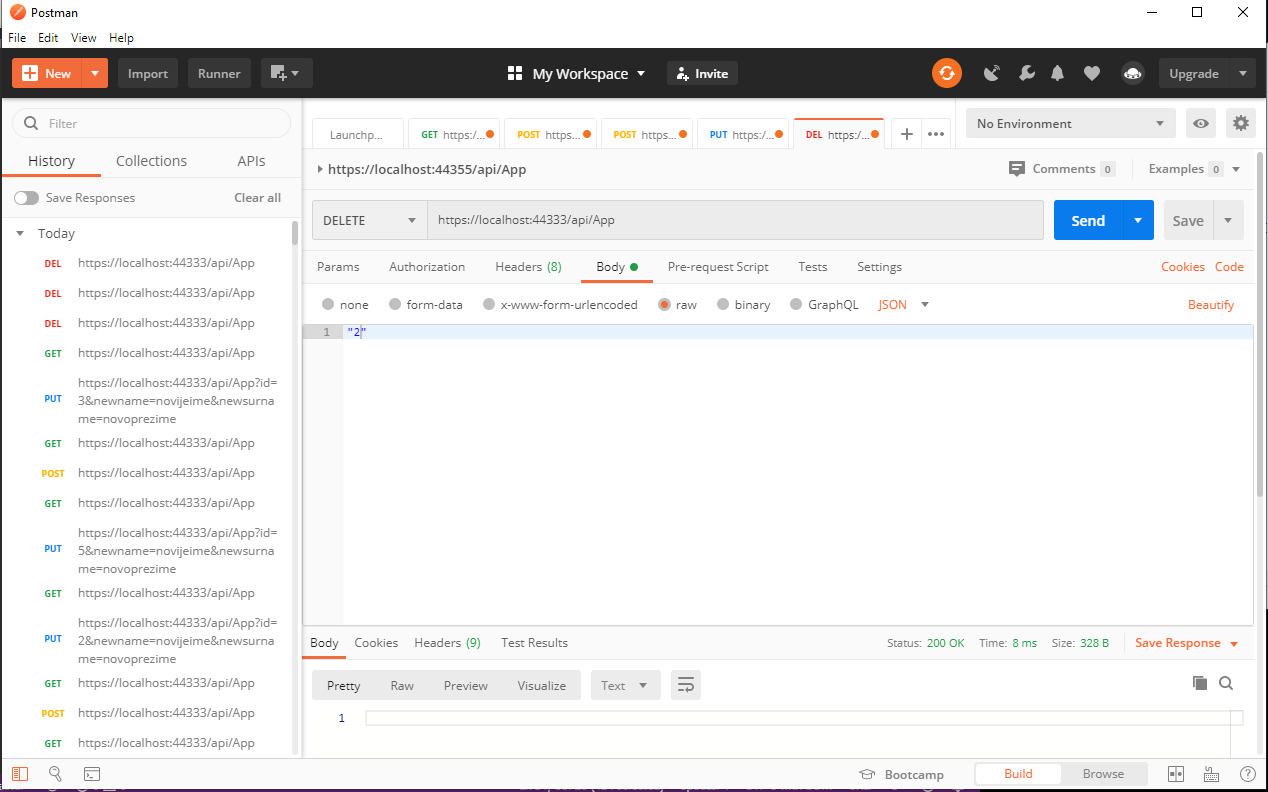 Postman
File Edit View Help
New Import Runner My Workspace Invite Upgrade
Filter
History Collections APIs
Save Responses Clear all
Today
DEL https://localhost:44333/api/App
DEL https://localhost:44333/api/App
DEL https://localhost:44333/api/App
GET https://localhost:44333/api/App
PUT https://localhost:44333/api/App?id=
3&newname=novijeime&newsurna
me=novoprezime
GET https://localhost:44333/api/App
POST https://localhost:44333/api/App
GET https://localhost:44333/api/App
PUT https://localhost:44333/api/App?id=
5&newname=novijeime&newsurna
me=novoprezime
GET https://localhost:44333/api/App
PUT https://localhost:44333/api/App?id=
2&newname=novijeime&newsurna
me=novoprezime
GET https://localhost:44333/api/App
POST https://localhost:44333/api/App
GET https://localhost:44333/api/App
Launchp... GET https:/... POST https... POST https... PUT https:/... DEL https:/... + ••• No Environment
https://localhost:44355/api/App Comments 0 Examples 0
DELETE https://localhost:44333/api/App Send Save
Params Authorization Headers (8) Body Pre-request Script Tests Settings Cookies Code
none form-data x-www-form-urlencoded raw binary GraphQL JSON Beautify
1 "2"
Body Cookies Headers (9) Test Results Status: 200 OK Time: 8 ms Size: 328 B Save Response
Pretty Raw Preview Visualize Text
1
Bootcamp Build Browse